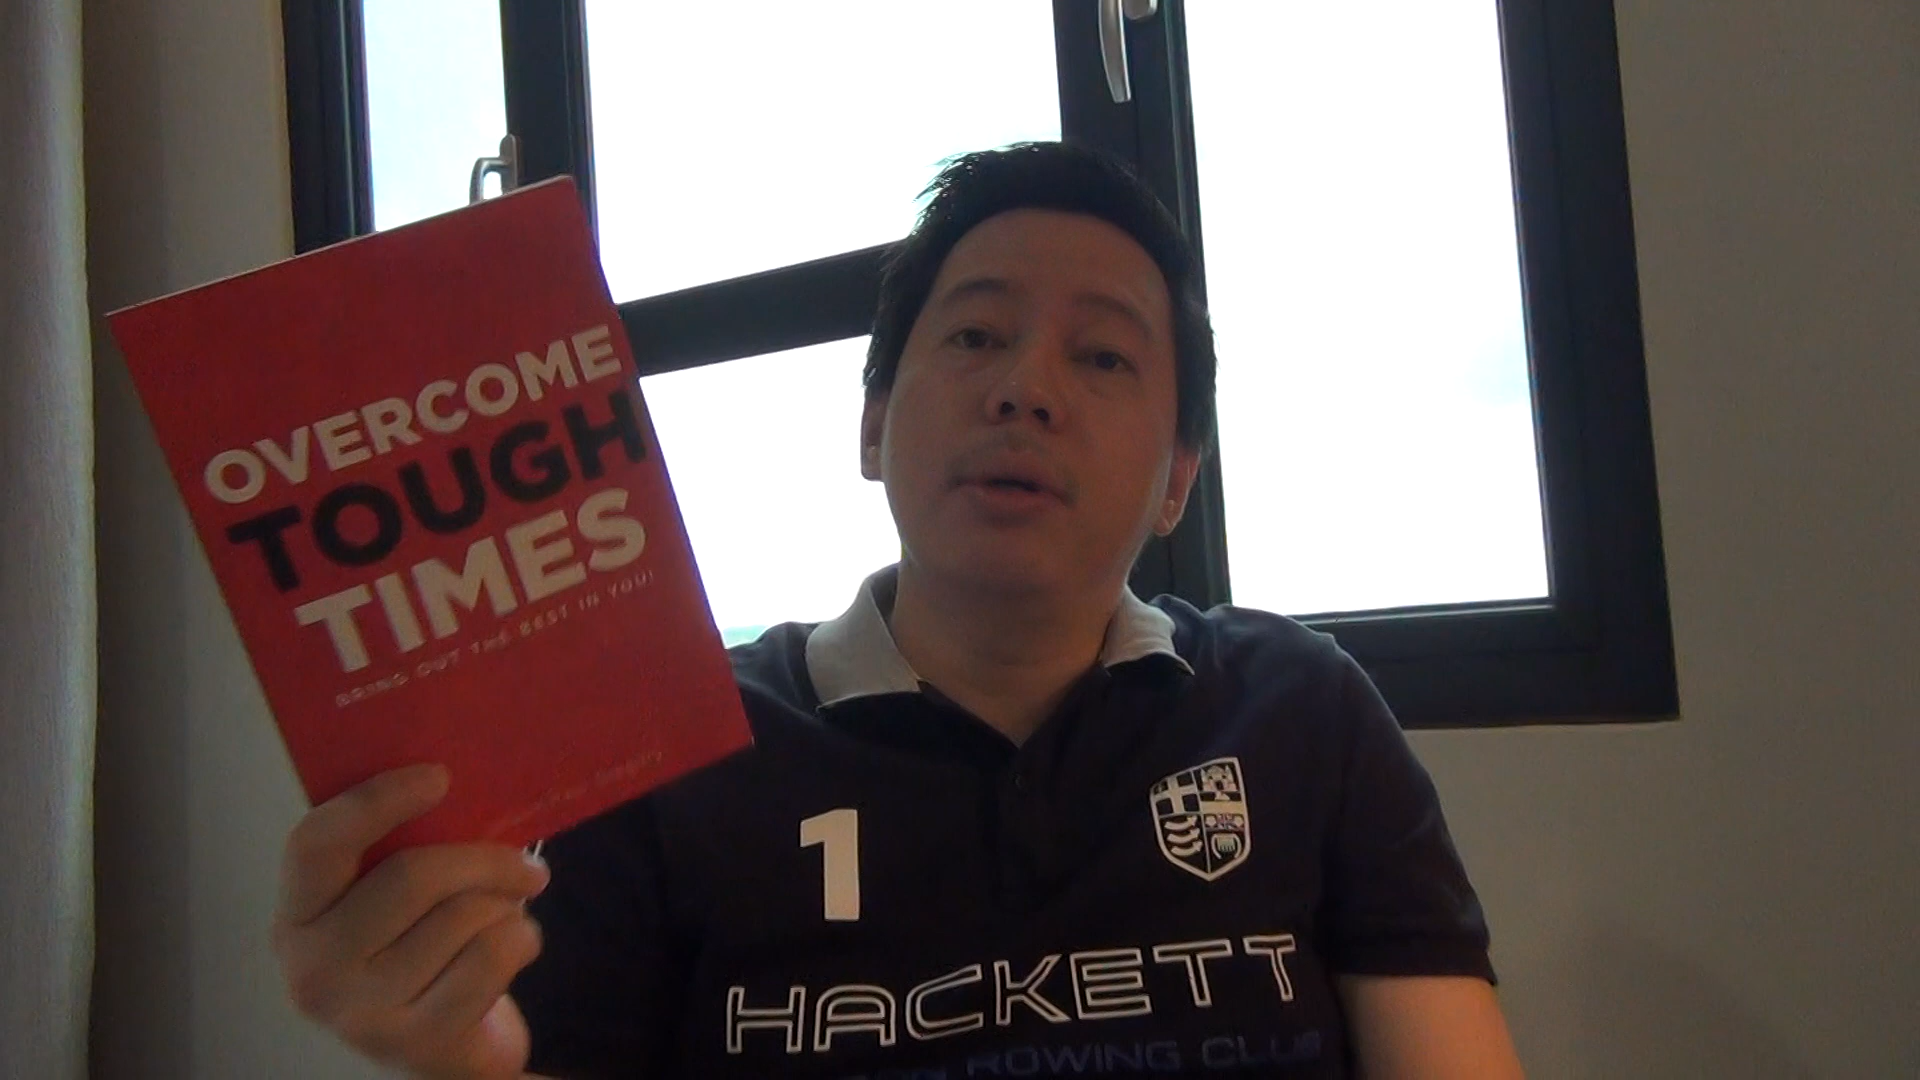 OVERCOME
TOUGH
TIMES
BRING OUT THE BEST IN YOU!
1
HACKETT
ROWING CLUB